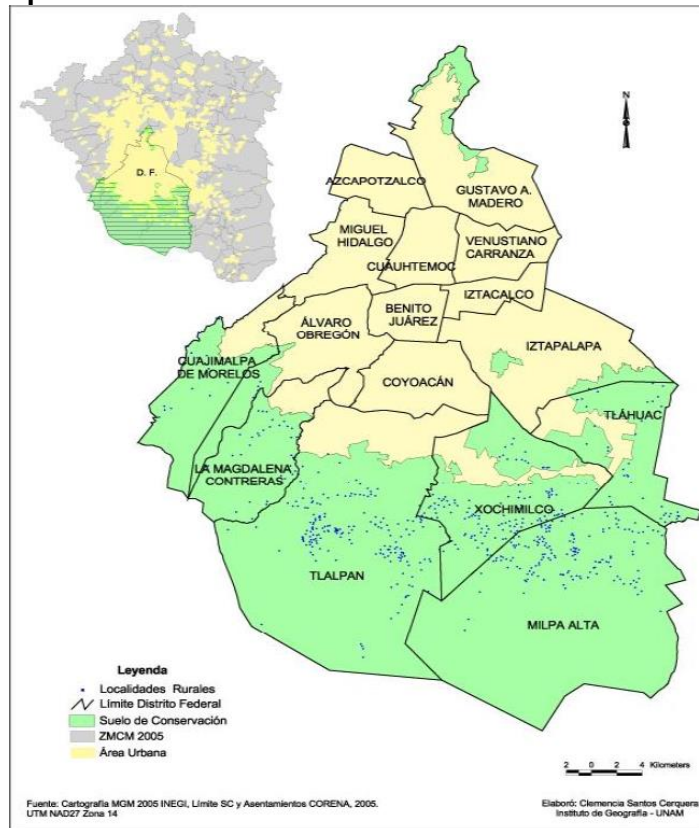 D. F.
N
AZCAPOTZALCO
GUSTAVO A.
MADERO
MIGUEL
HIDALGO
VENUSTIANO
CARRANZA
CUAUHTEMOC
IZTACALCO
BENITO
JUÁREZ
ÁLVARO
OBREGÓN
IZTAPALAPA
CUAJIMALPA
DE MORELOS
COYOACÁN
TLÁHUAC
LA MAGDALENA
CONTRERAS
XOCHIMILCO
TLALPAN
MILPA ALTA
Leyenda
Localidades Rurales
Límite Distrito Federal
Suelo de Conservación
ZMCM 2005
Área Urbana
2 0 2 4 Kilometers
Fuente: Cartografía MGM 2005 INEGI, Límite SC y Asentamientos CORENA, 2005.
UTM NAD27 Zona 14
Elaboró: Clemencia Santos Cerquera
Instituto de Geografía - UNAM